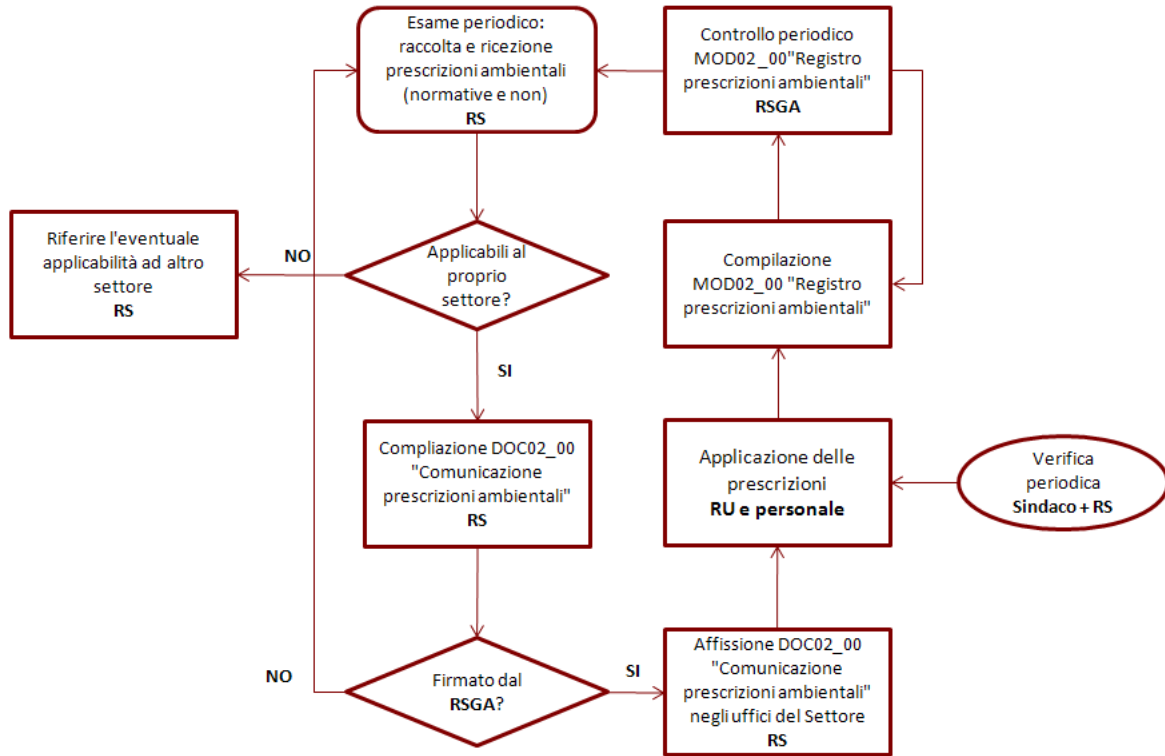 Esame periodico:
raccolta e ricezione
prescrizioni ambientali
(normative e non)
RS
Controllo periodico
MOD02_00"Registro
prescrizioni ambientali"
RSGA
Riferire l'eventuale
applicabilità ad altro
settore
RS
NO
Applicabili al
proprio
settore?
Compilazione
MOD02_00 "Registro
prescrizioni ambientali"
SI
Compliazione DOC02_00
"Comunicazione
prescrizioni ambientali"
RS
Applicazione delle
prescrizioni
RU e personale
Verifica
periodica
Sindaco + RS
NO
Firmato dal
RSGA?
SI
Affissione DOC02_00
"Comunicazione
prescrizioni ambientali"
negli uffici del Settore
RS